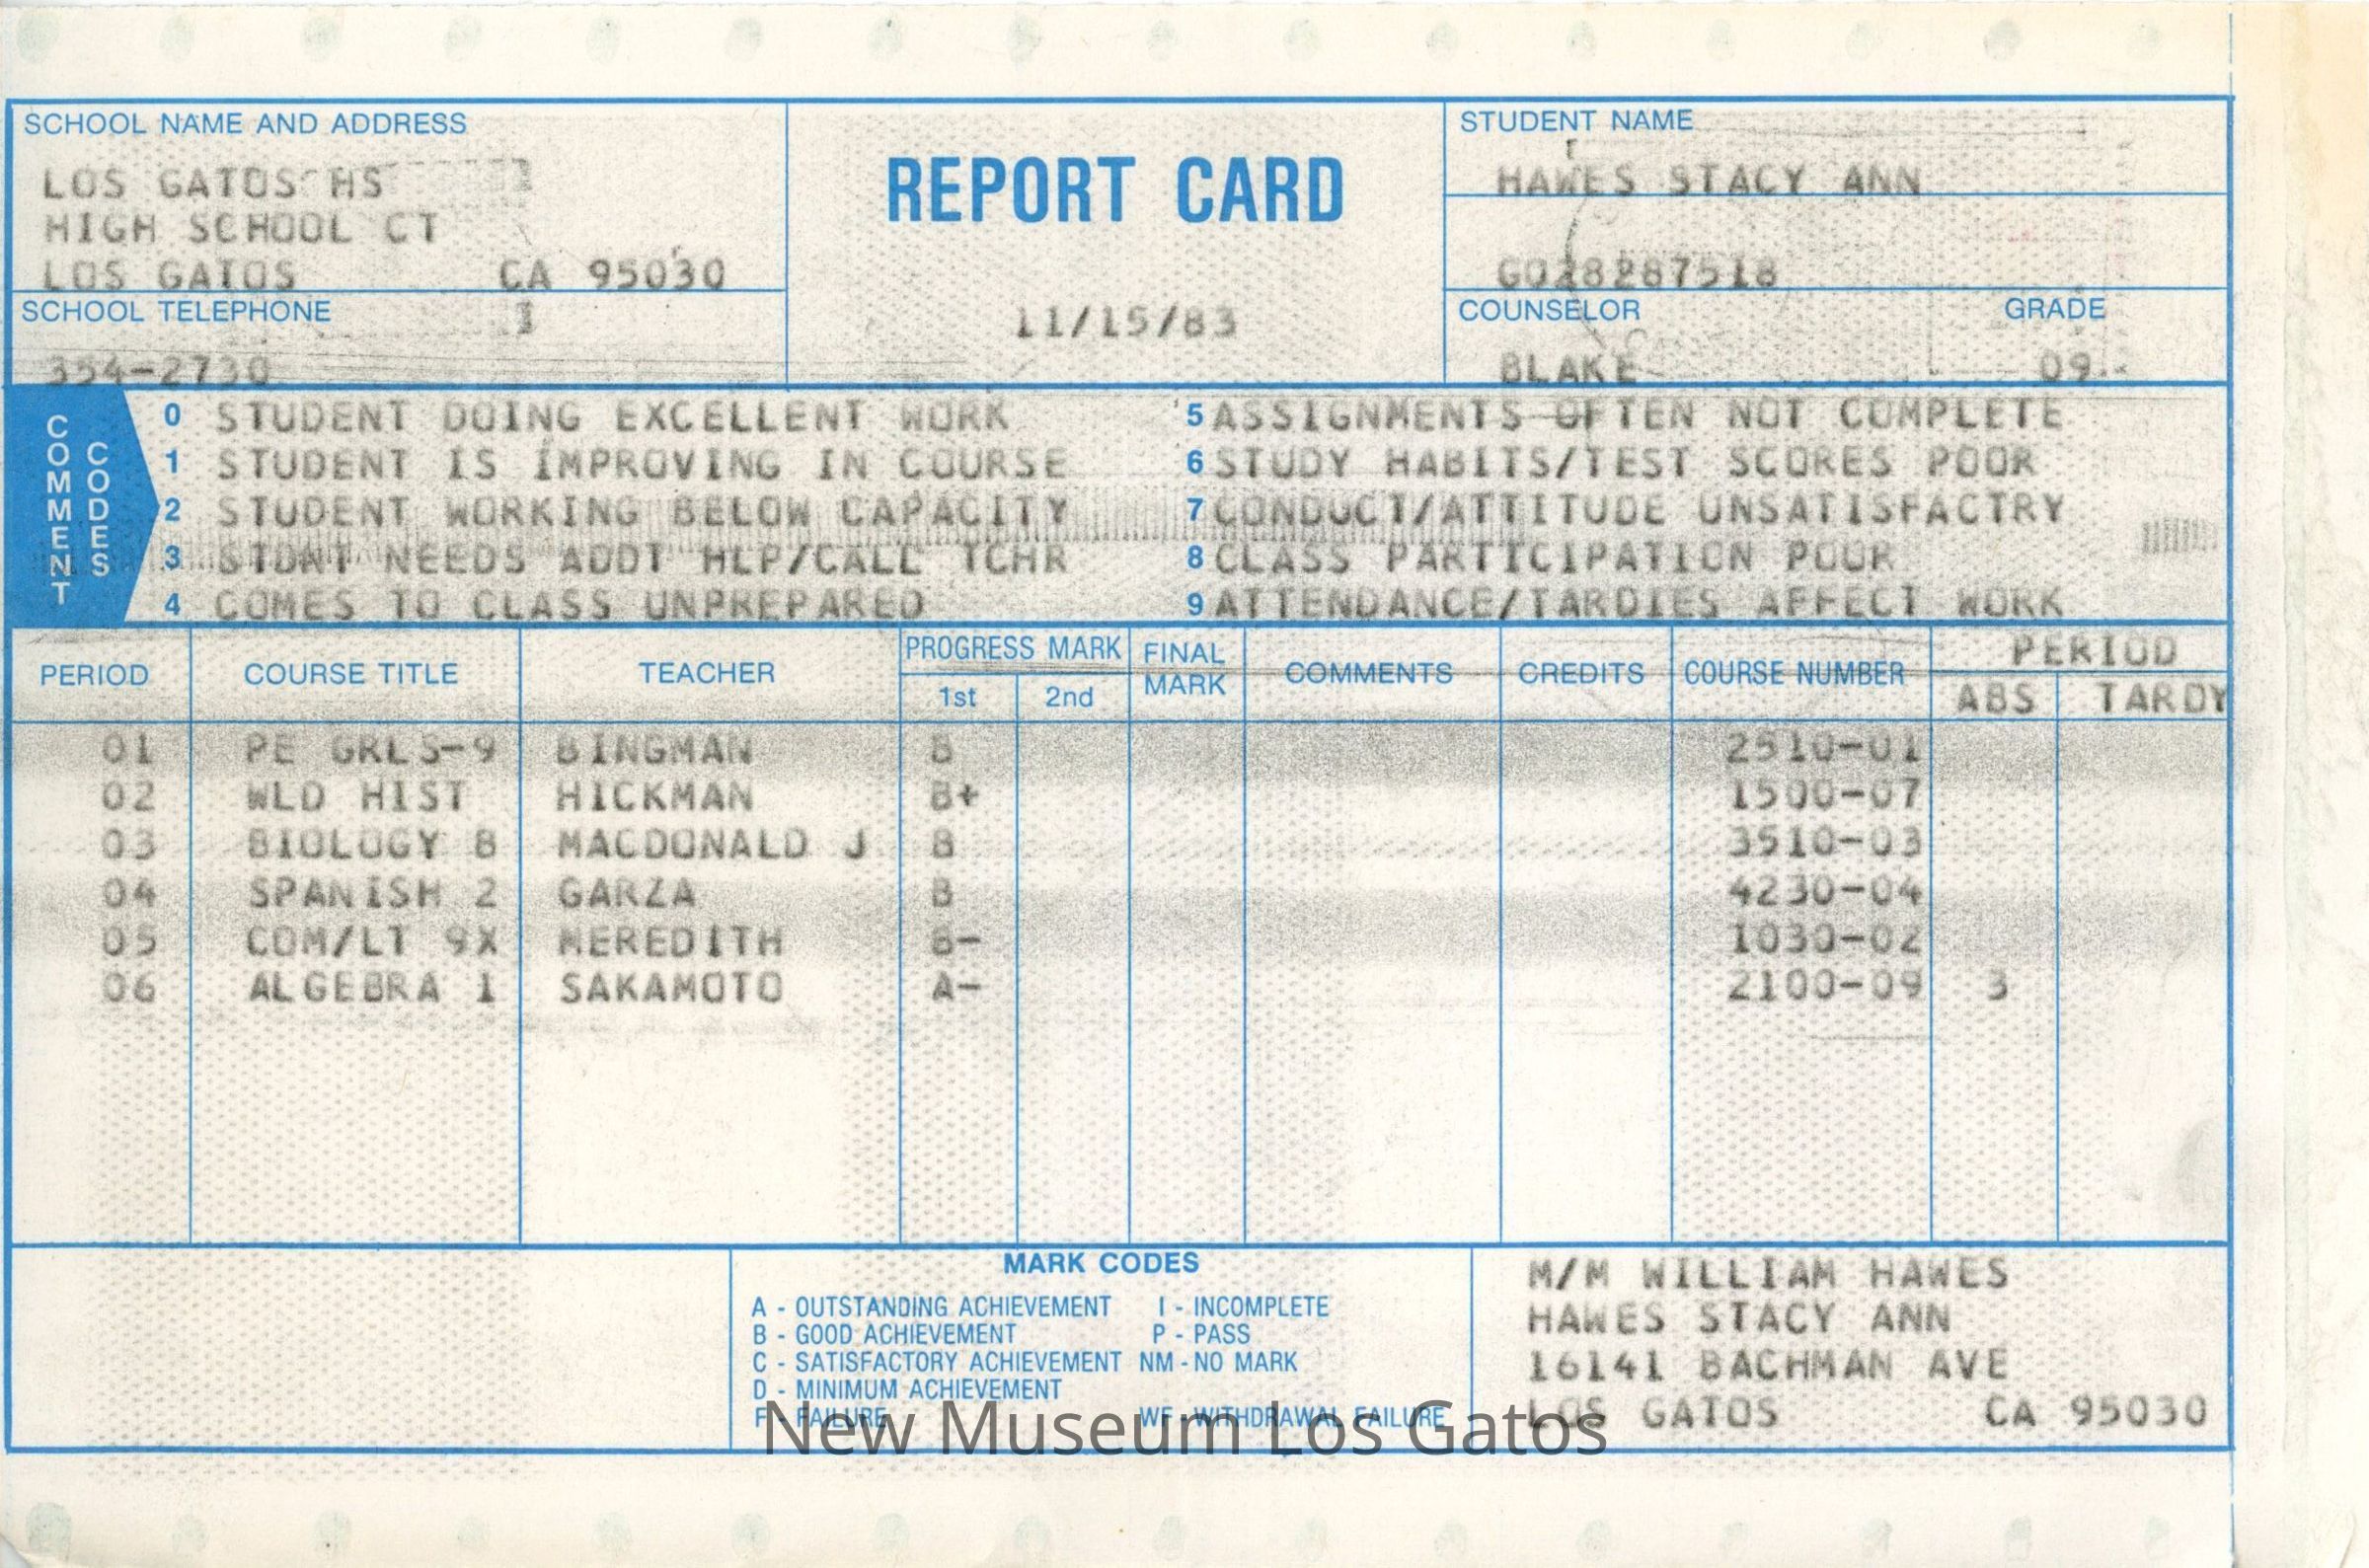 SCHOOL NAME AND ADDRESS
LOS GATOS HS
HIGH SCHOOL CT
LOS GATOS CA 95030
SCHOOL TELEPHONE
354-2730
REPORT CARD
11/15/83
STUDENT NAME
HAWES STACY ANN
G028287518
COUNSELOR GRADE
BLAKE 09
COMMENT CODES
0 STUDENT DOING EXCELLENT WORK
1 STUDENT IS IMPROVING IN COURSE
2 STUDENT WORKING BELOW CAPACITY
3 STDNT NEEDS ADDT HLP/CALL TCHR
4 COMES TO CLASS UNPREPARED
5 ASSIGNMENTS OFTEN NOT COMPLETE
6 STUDY HABITS/TEST SCORES POOR
7 CONDUCT/ATTITUDE UNSATISFACTRY
8 CLASS PARTICIPATION POOR
9 ATTENDANCE/TARDIES AFFECT WORK
PERIOD COURSE TITLE TEACHER PROGRESS MARK 1st 2nd FINAL MARK COMMENTS CREDITS COURSE NUMBER PERIOD ABS TARDY
01 PE GRLS-9 BINGMAN B 2510-01
02 WLD HIST HICKMAN B+ 1500-07
03 BIOLOGY B MACDONALD J B 3510-03
04 SPANISH 2 GARZA B 4230-04
05 COM/LT 9X MEREDITH B- 1030-02
06 ALGEBRA 1 SAKAMOTO A- 2100-09 3
MARK CODES
A - OUTSTANDING ACHIEVEMENT I - INCOMPLETE
B - GOOD ACHIEVEMENT P - PASS
C - SATISFACTORY ACHIEVEMENT NM - NO MARK
D - MINIMUM ACHIEVEMENT
F - FAILURE WF - WITHDRAWAL FAILURE
M/M WILLIAM HAWES
HAWES STACY ANN
16141 BACHMAN AVE
LOS GATOS CA 95030
New Museum Los Gatos